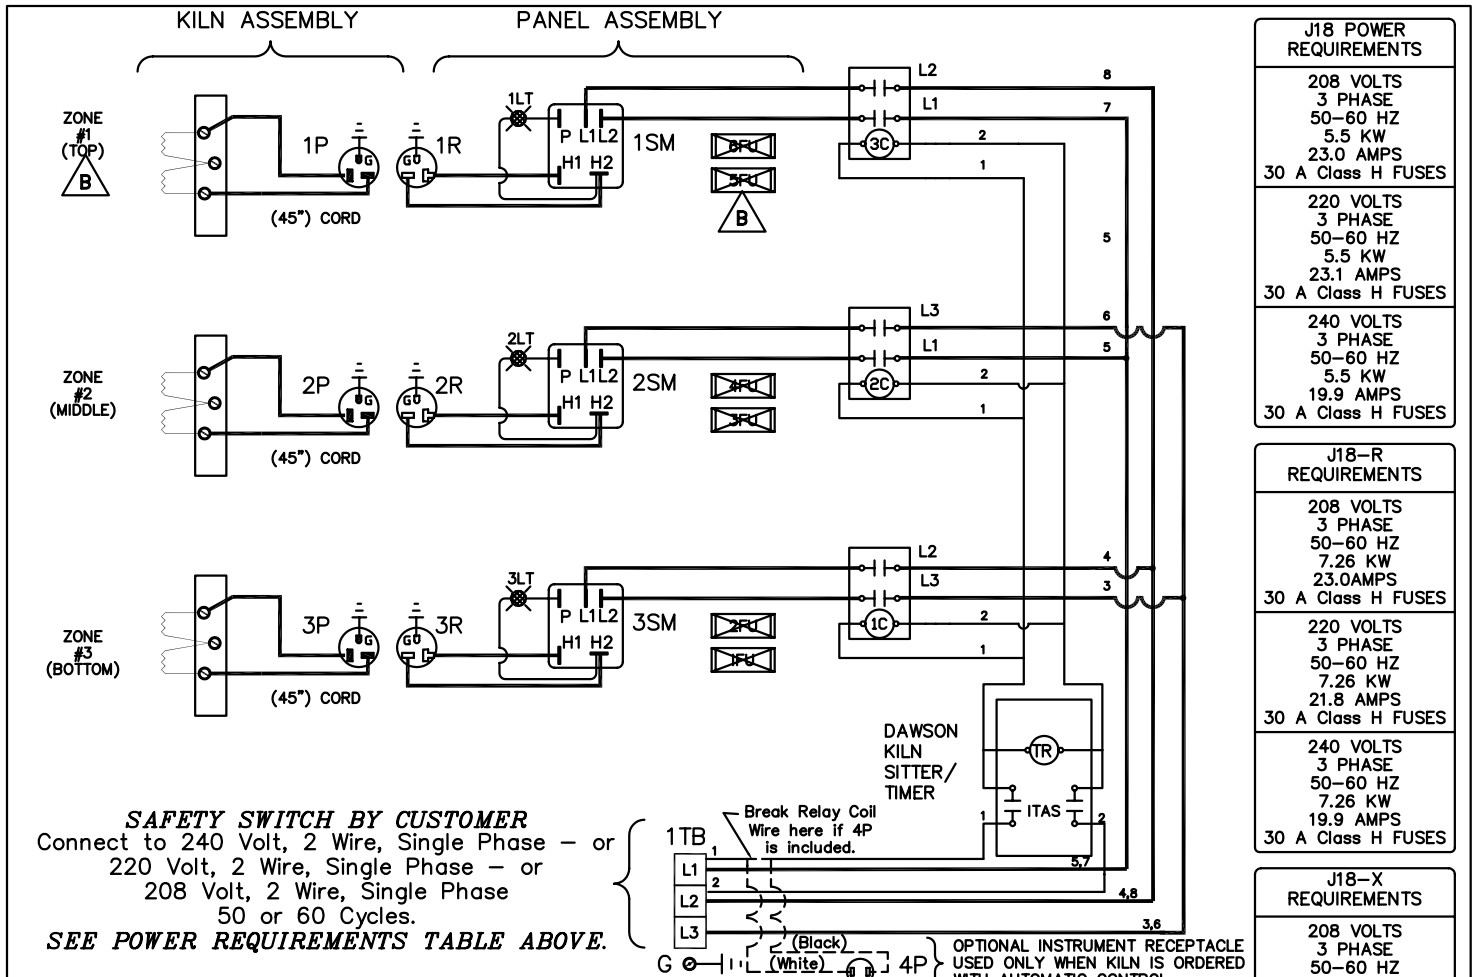 KILN ASSEMBLY
PANEL ASSEMBLY
ZONE
#1
(TOP)
B
1P
G
G
1R
(45") CORD
1LT
P L1 L2
H1 H2
1SM
6FU
5FU
B
L2
L1
3C
8
7
2
1
5
ZONE
#2
(MIDDLE)
2P
G
G
2R
(45") CORD
2LT
P L1 L2
H1 H2
2SM
4FU
3FU
L3
L1
2C
6
5
2
1
ZONE
#3
(BOTTOM)
3P
G
G
3R
(45") CORD
3LT
P L1 L2
H1 H2
3SM
2FU
1FU
L2
L3
1C
4
3
2
1
DAWSON
KILN
SITTER/
TIMER
TR
ITAS
1
2
5,7
4,8
3,6
Break Relay Coil
Wire here if 4P
is included.
SAFETY SWITCH BY CUSTOMER
Connect to 240 Volt, 2 Wire, Single Phase – or
220 Volt, 2 Wire, Single Phase – or
208 Volt, 2 Wire, Single Phase
50 or 60 Cycles.
SEE POWER REQUIREMENTS TABLE ABOVE.
1TB
1
L1
2
L2
L3
G
(Black)
(White)
4P
OPTIONAL INSTRUMENT RECEPTACLE
USED ONLY WHEN KILN IS ORDERED
WITH AUTOMATIC CONTROL
J18 POWER
REQUIREMENTS
208 VOLTS
3 PHASE
50–60 HZ
5.5 KW
23.0 AMPS
30 A Class H FUSES
220 VOLTS
3 PHASE
50–60 HZ
5.5 KW
23.1 AMPS
30 A Class H FUSES
240 VOLTS
3 PHASE
50–60 HZ
5.5 KW
19.9 AMPS
30 A Class H FUSES
J18–R
REQUIREMENTS
208 VOLTS
3 PHASE
50–60 HZ
7.26 KW
23.0AMPS
30 A Class H FUSES
220 VOLTS
3 PHASE
50–60 HZ
7.26 KW
21.8 AMPS
30 A Class H FUSES
240 VOLTS
3 PHASE
50–60 HZ
7.26 KW
19.9 AMPS
30 A Class H FUSES
J18–X
REQUIREMENTS
208 VOLTS
3 PHASE
50–60 HZ